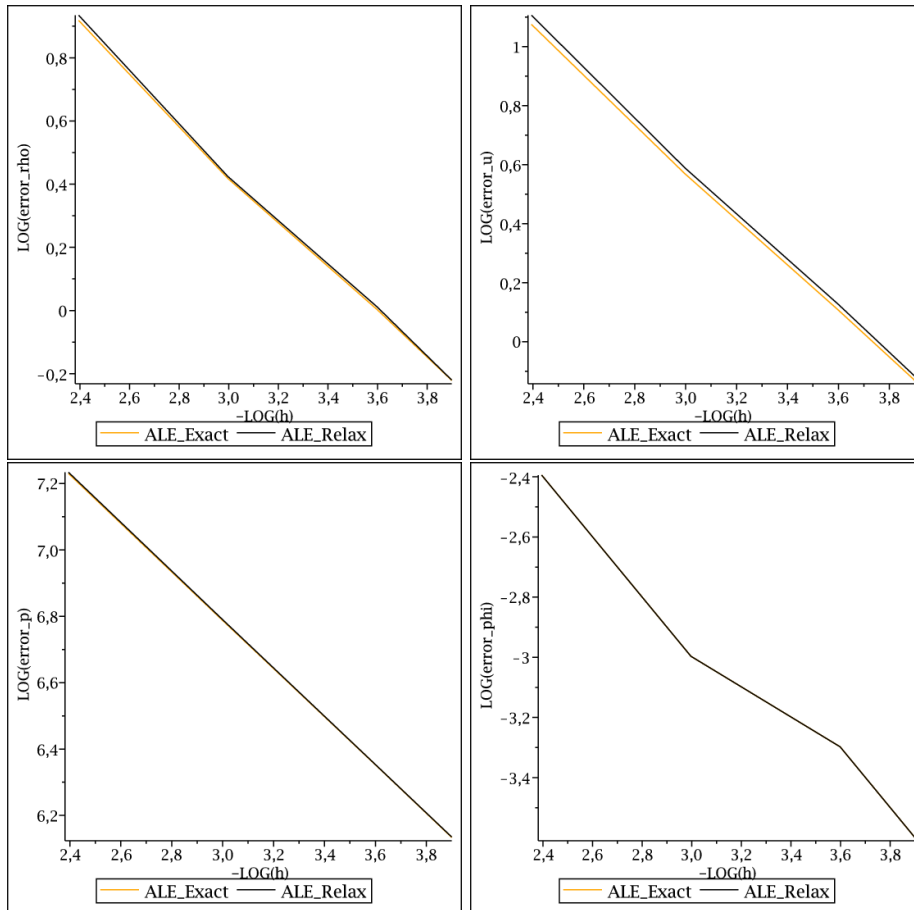 0,8
0,6
0,4
0,2
0
−0,2
LOG(error_rho)
2,4 2,6 2,8 3,0 3,2 3,4 3,6 3,8
−LOG(h)
ALE_Exact ALE_Relax
1
0,8
0,6
0,4
0,2
0
LOG(error_u)
2,4 2,6 2,8 3,0 3,2 3,4 3,6 3,8
−LOG(h)
ALE_Exact ALE_Relax
7,2
7,0
6,8
6,6
6,4
6,2
LOG(error_p)
2,4 2,6 2,8 3,0 3,2 3,4 3,6 3,8
−LOG(h)
ALE_Exact ALE_Relax
−2,4
−2,6
−2,8
−3
−3,2
−3,4
LOG(error_phi)
2,4 2,6 2,8 3,0 3,2 3,4 3,6 3,8
−LOG(h)
ALE_Exact ALE_Relax